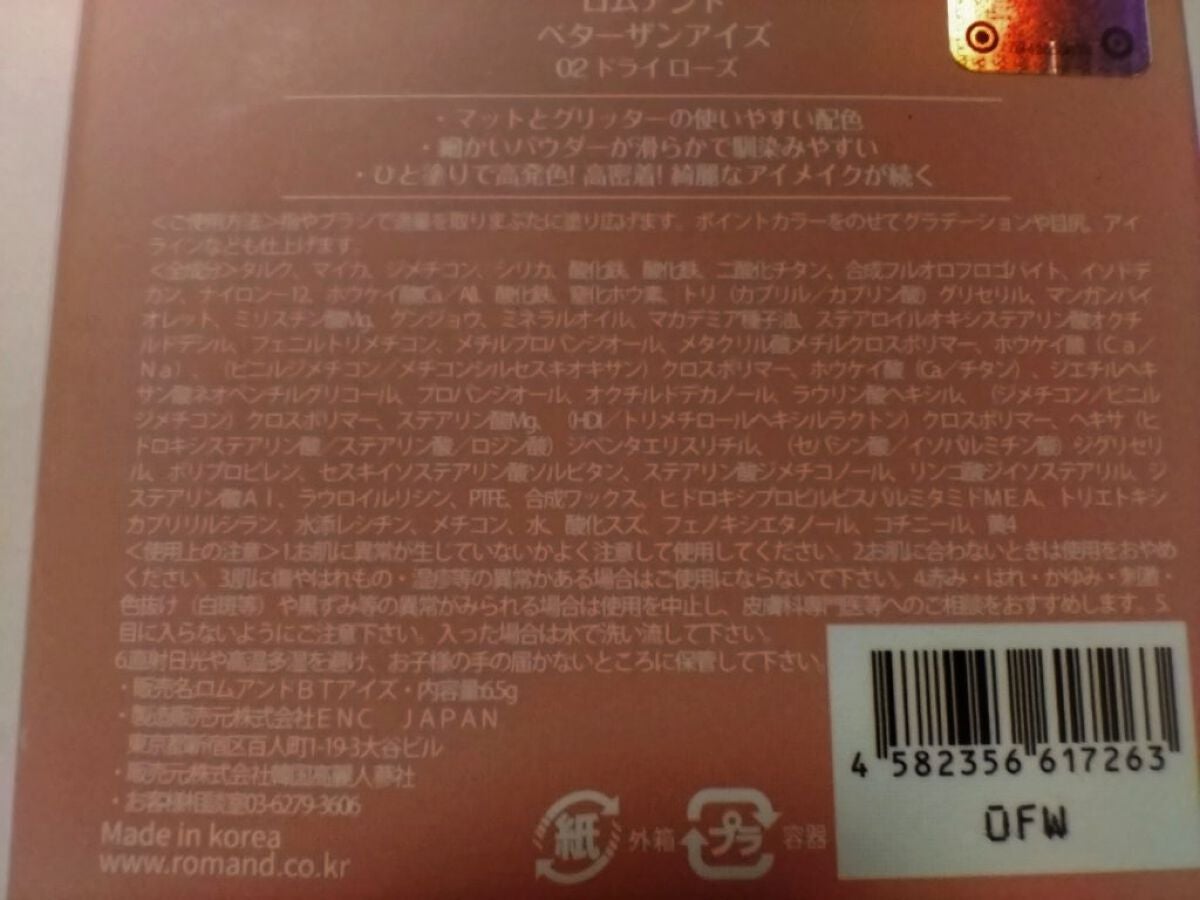 ロムアンド
ベターザンアイズ
02 ドライローズ
・マットとグリッターの使いやすい配色
・細かいパウダーが滑らかで馴染みやすい
・ひと塗りで高発色! 高密着! 綺麗なアイメイクが続く
<ご使用方法>指やブラシで適量を取りまぶたに塗り広げます。ポイントカラーをのせてグラデーションや目尻、アイ
ラインなども仕上げます。
<全成分>タルク、マイカ、ジメチコン、シリカ、酸化鉄、酸化鉄、二酸化チタン、合成フルオロフロゴパイト、イソドデ
カン、ナイロン－12、ホウケイ酸Ca／Al、酸化鉄、窒化ホウ素、トリ（カプリル／カプリン酸）グリセリル、マンガンバイ
オレット、ミリスチン酸Mg、グンジョウ、ミネラルオイル、マカデミア種子油、ステアロイルオキシステアリン酸オクチ
ルドデシル、フェニルトリメチコン、メチルプロパンジオール、メタクリル酸メチルクロスポリマー、ホウケイ酸（Ca／
Na）、（ビニルジメチコン／メチコンシルセスキオキサン）クロスポリマー、ホウケイ酸（Ca／チタン）、ジエチルヘキ
サン酸ネオペンチルグリコール、プロパンジオール、オクチルドデカノール、ラウリン酸ヘキシル、（ジメチコン／ビニル
ジメチコン）クロスポリマー、ステアリン酸Mg、（HDI／トリメチロールヘキシルラクトン）クロスポリマー、ヘキサ（ヒ
ドロキシステアリン酸／ステアリン酸／ロジン酸）ジペンタエリスリチル、（セバシン酸／イソパルミチン酸）ジグリセリ
ル、ポリプロピレン、セスキイソステアリン酸ソルビタン、ステアリン酸ジメチコノール、リンゴ酸ジイソステアリル、ジ
ステアリン酸Al、ラウロイルリシン、PTFE、合成ワックス、ヒドロキシプロピルビスパルミタミドMEA、トリエトキシ
カプリリルシラン、水添レシチン、メチコン、水、酸化スズ、フェノキシエタノール、コチニール、黄4
<使用上の注意>1.お肌に異常が生じていないかよく注意して使用してください。2.お肌に合わないときは使用をおやめ
ください。3.肌に傷やはれもの・湿疹等の異常がある場合はご使用にならないで下さい。4.赤み・はれ・かゆみ・刺激・
色抜け（白斑等）や黒ずみ等の異常がみられる場合は使用を中止し、皮膚科専門医等へのご相談をおすすめします。5.
目に入らないようにご注意下さい。入った場合は水で洗い流して下さい。
6.直射日光や高温多湿を避け、お子様の手の届かないところに保管して下さい。
・販売名ロムアンドBTアイズ・内容量6.5g
・製造販売元株式会社ENC JAPAN
東京都新宿区百人町1-19-3大谷ビル
・販売元株式会社韓国高麗人蔘社
・お客様相談室03-6279-3606
Made in korea
www.romand.co.kr
紙 外箱 プラ 容器
4 582356 617263
0FW